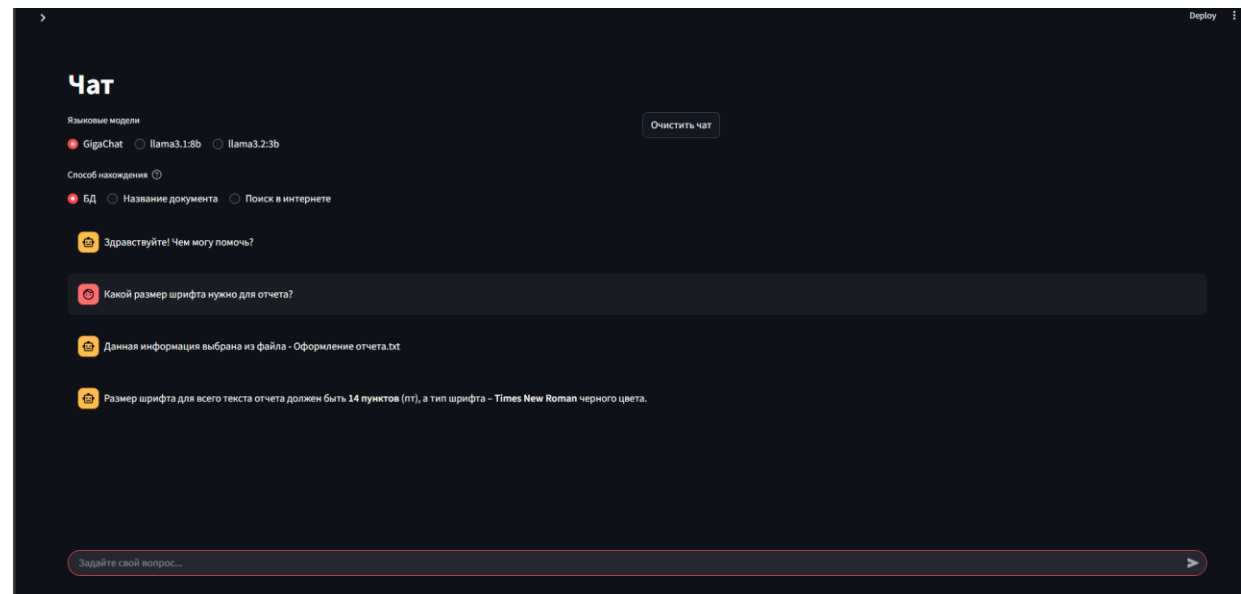 Deploy
Чат
Языковые модели
Очистить чат
GigaChat llama3.1:8b llama3.2:3b
Способ нахождения
БД Название документа Поиск в интернете
Здравствуйте! Чем могу помочь?
Какой размер шрифта нужно для отчета?
Данная информация выбрана из файла - Оформление отчета.txt
Размер шрифта для всего текста отчета должен быть 14 пунктов (пт), а тип шрифта – Times New Roman черного цвета.
Задайте свой вопрос...